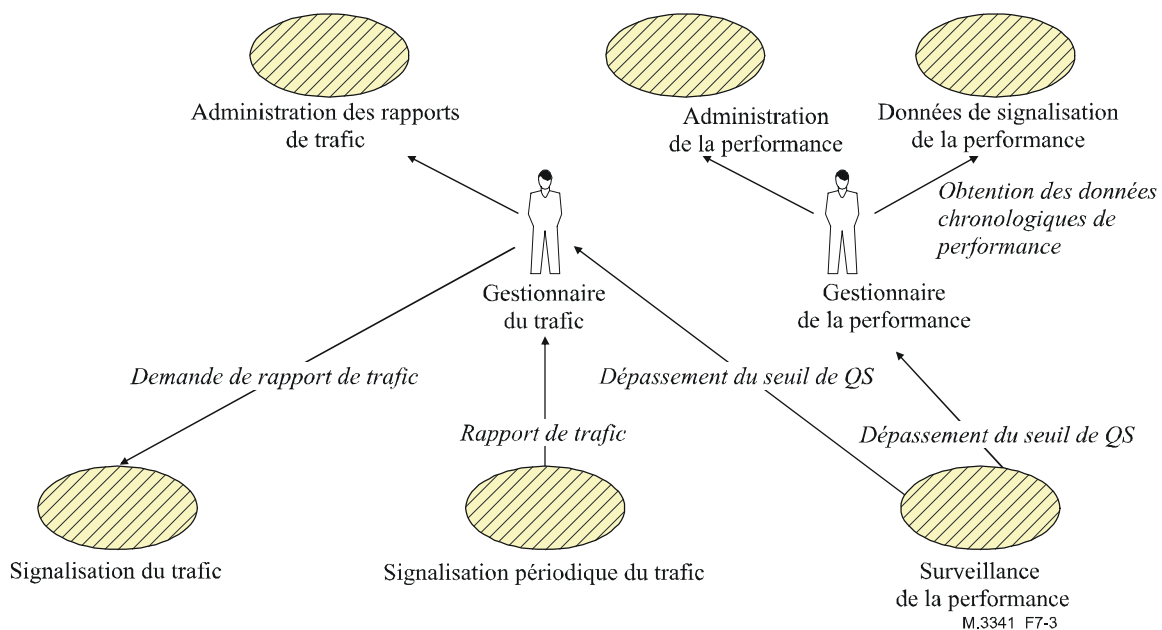 Administration des rapports
de trafic
Administration
de la performance
Données de signalisation
de la performance
Obtention des données
chronologiques de
performance
Gestionnaire
du trafic
Gestionnaire
de la performance
Demande de rapport de trafic
Dépassement du seuil de QS
Rapport de trafic
Dépassement du seuil de QS
Signalisation du trafic
Signalisation périodique du trafic
Surveillance
de la performance
M.3341_F7-3